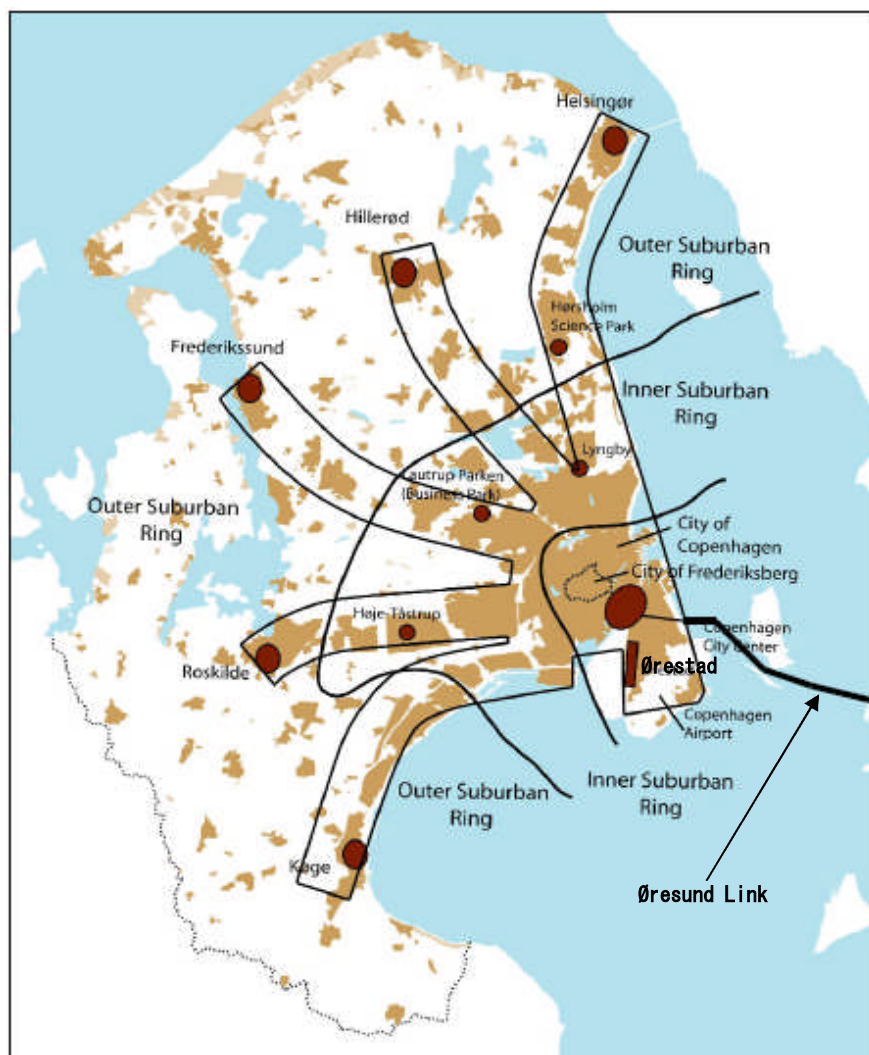 Helsingør
Hillerød
Outer Suburban
Ring
Hørsholm
Science Park
Frederikssund
Inner Suburban
Ring
Lyngby
Lautrup Parken
(Business Park)
Outer Suburban
Ring
City of
Copenhagen
City of Frederiksberg
Høje-Tåstrup
Copenhagen
City Center
Roskilde
Ørestad
Copenhagen
Airport
Outer Suburban
Ring
Inner Suburban
Ring
Køge
Øresund Link